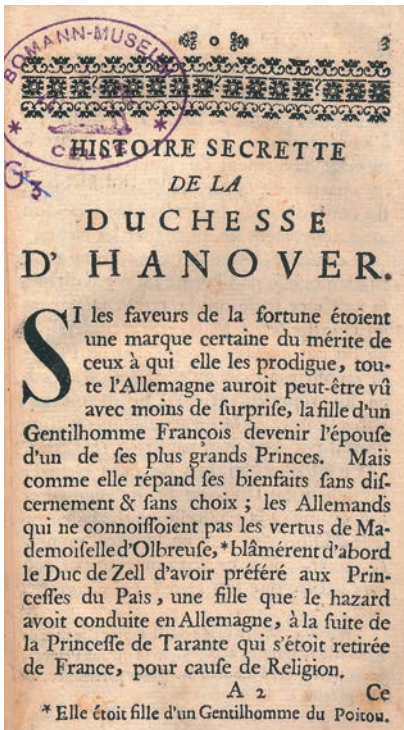 o 3
BOMANN-MUSEUM
CELLE
G 3
HISTOIRE SECRETTE
DE LA
DUCHESSE
D' HANOVER.
SI les faveurs de la fortune étoient
une marque certaine du mérite de
ceux à qui elle les prodigue, tou-
te l'Allemagne auroit peut-être vû
avec moins de ſurpriſe, la fille d'un
Gentilhomme François devenir l'épouſe
d'un de ſes plus grands Princes. Mais
comme elle répand ſes bienfaits ſans diſ-
cernement & ſans choix ; les Allemands
qui ne connoiſſoient pas les vertus de Ma-
demoiſelle d'Olbreuſe, * blâmérent d'abord
le Duc de Zell d'avoir préféré aux Prin-
ceſſes du Pais, une fille que le hazard
avoit conduite en Allemagne, à la ſuite de
la Princeſſe de Tarante qui s'étoit retirée
de France, pour cauſe de Religion.
A 2 Ce
* Elle étoit fille d'un Gentilhomme du Poitou.